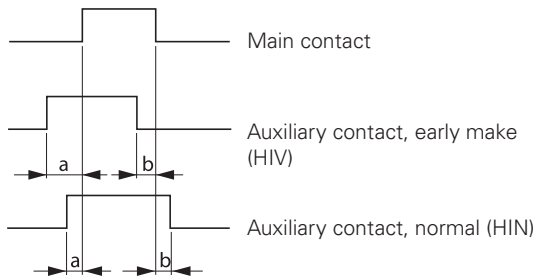 Main contact
Auxiliary contact, early make
(HIV)
a b
Auxiliary contact, normal (HIN)
a b